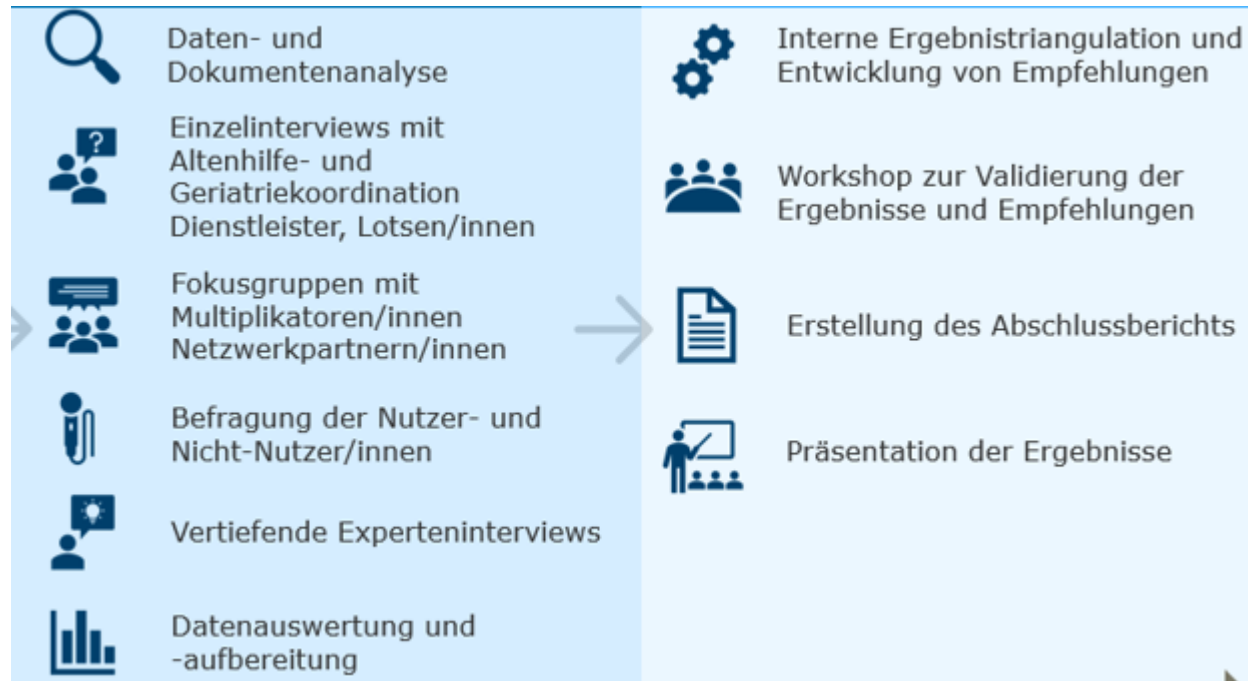 Daten- und
Dokumentenanalyse
Einzelinterviews mit
Altenhilfe- und
Geriatriekoordination
Dienstleister, Lotsen/innen
Fokusgruppen mit
Multiplikatoren/innen
Netzwerkpartnern/innen
Befragung der Nutzer- und
Nicht-Nutzer/innen
Vertiefende Experteninterviews
Datenauswertung und
-aufbereitung
Interne Ergebnistriangulation und
Entwicklung von Empfehlungen
Workshop zur Validierung der
Ergebnisse und Empfehlungen
Erstellung des Abschlussberichts
Präsentation der Ergebnisse